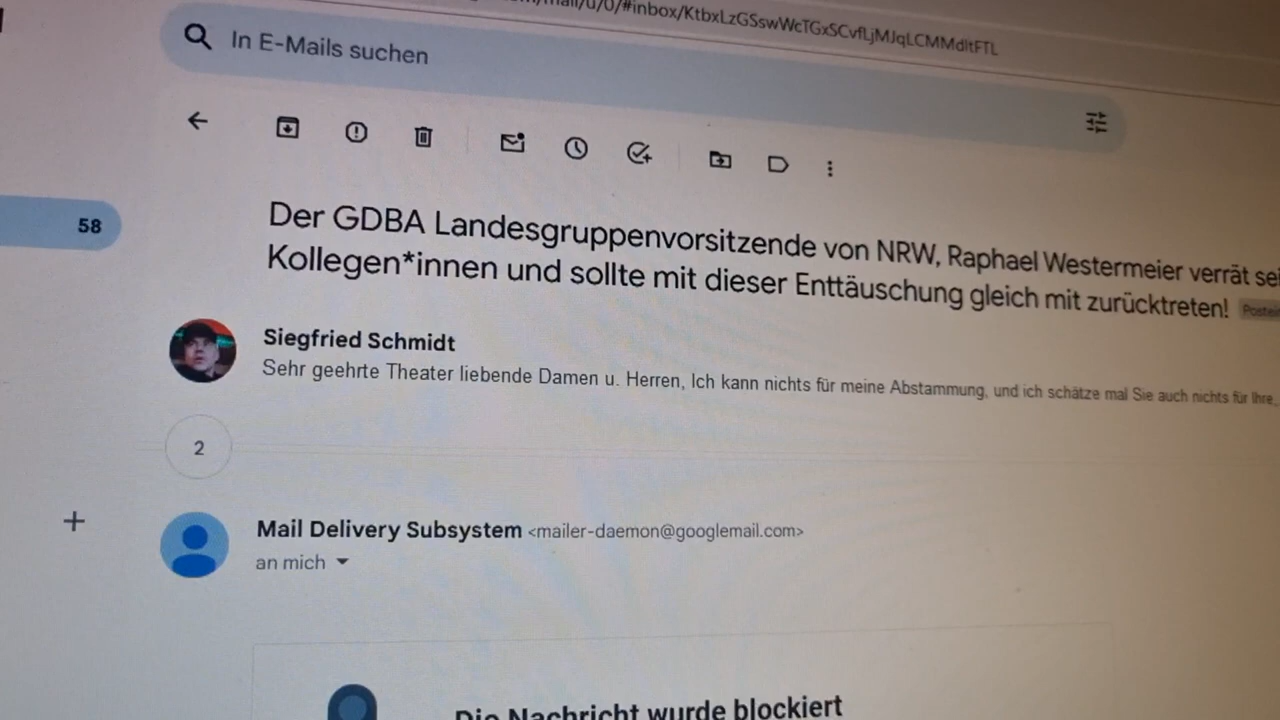 #inbox/KtbxLzGSswWcTGxSCvfLjMJqLCMMdltFTL
In E-Mails suchen
58
Der GDBA Landesgruppenvorsitzende von NRW, Raphael Westermeier verrät
Kollegen*innen und sollte mit dieser Enttäuschung gleich mit zurücktreten!
Siegfried Schmidt
Sehr geehrte Theater liebende Damen u. Herren, Ich kann nichts für meine Abstammung, und ich schätze mal Sie auch nichts für Ihre,
2
Mail Delivery Subsystem <mailer-daemon@googlemail.com>
an mich
Die Nachricht wurde blockiert